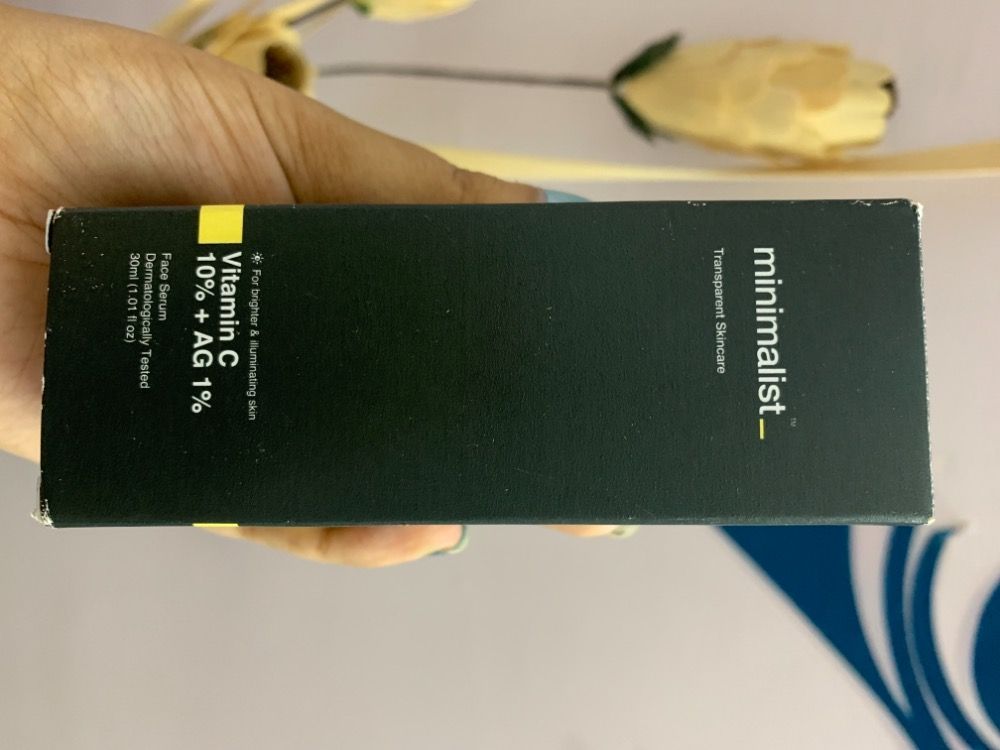 minimalist_™
Transparent Skincare
For brighter & illuminating skin
Vitamin C
10% + AG 1%
Face Serum
Dermatologically Tested
30ml (1.01 fl oz)